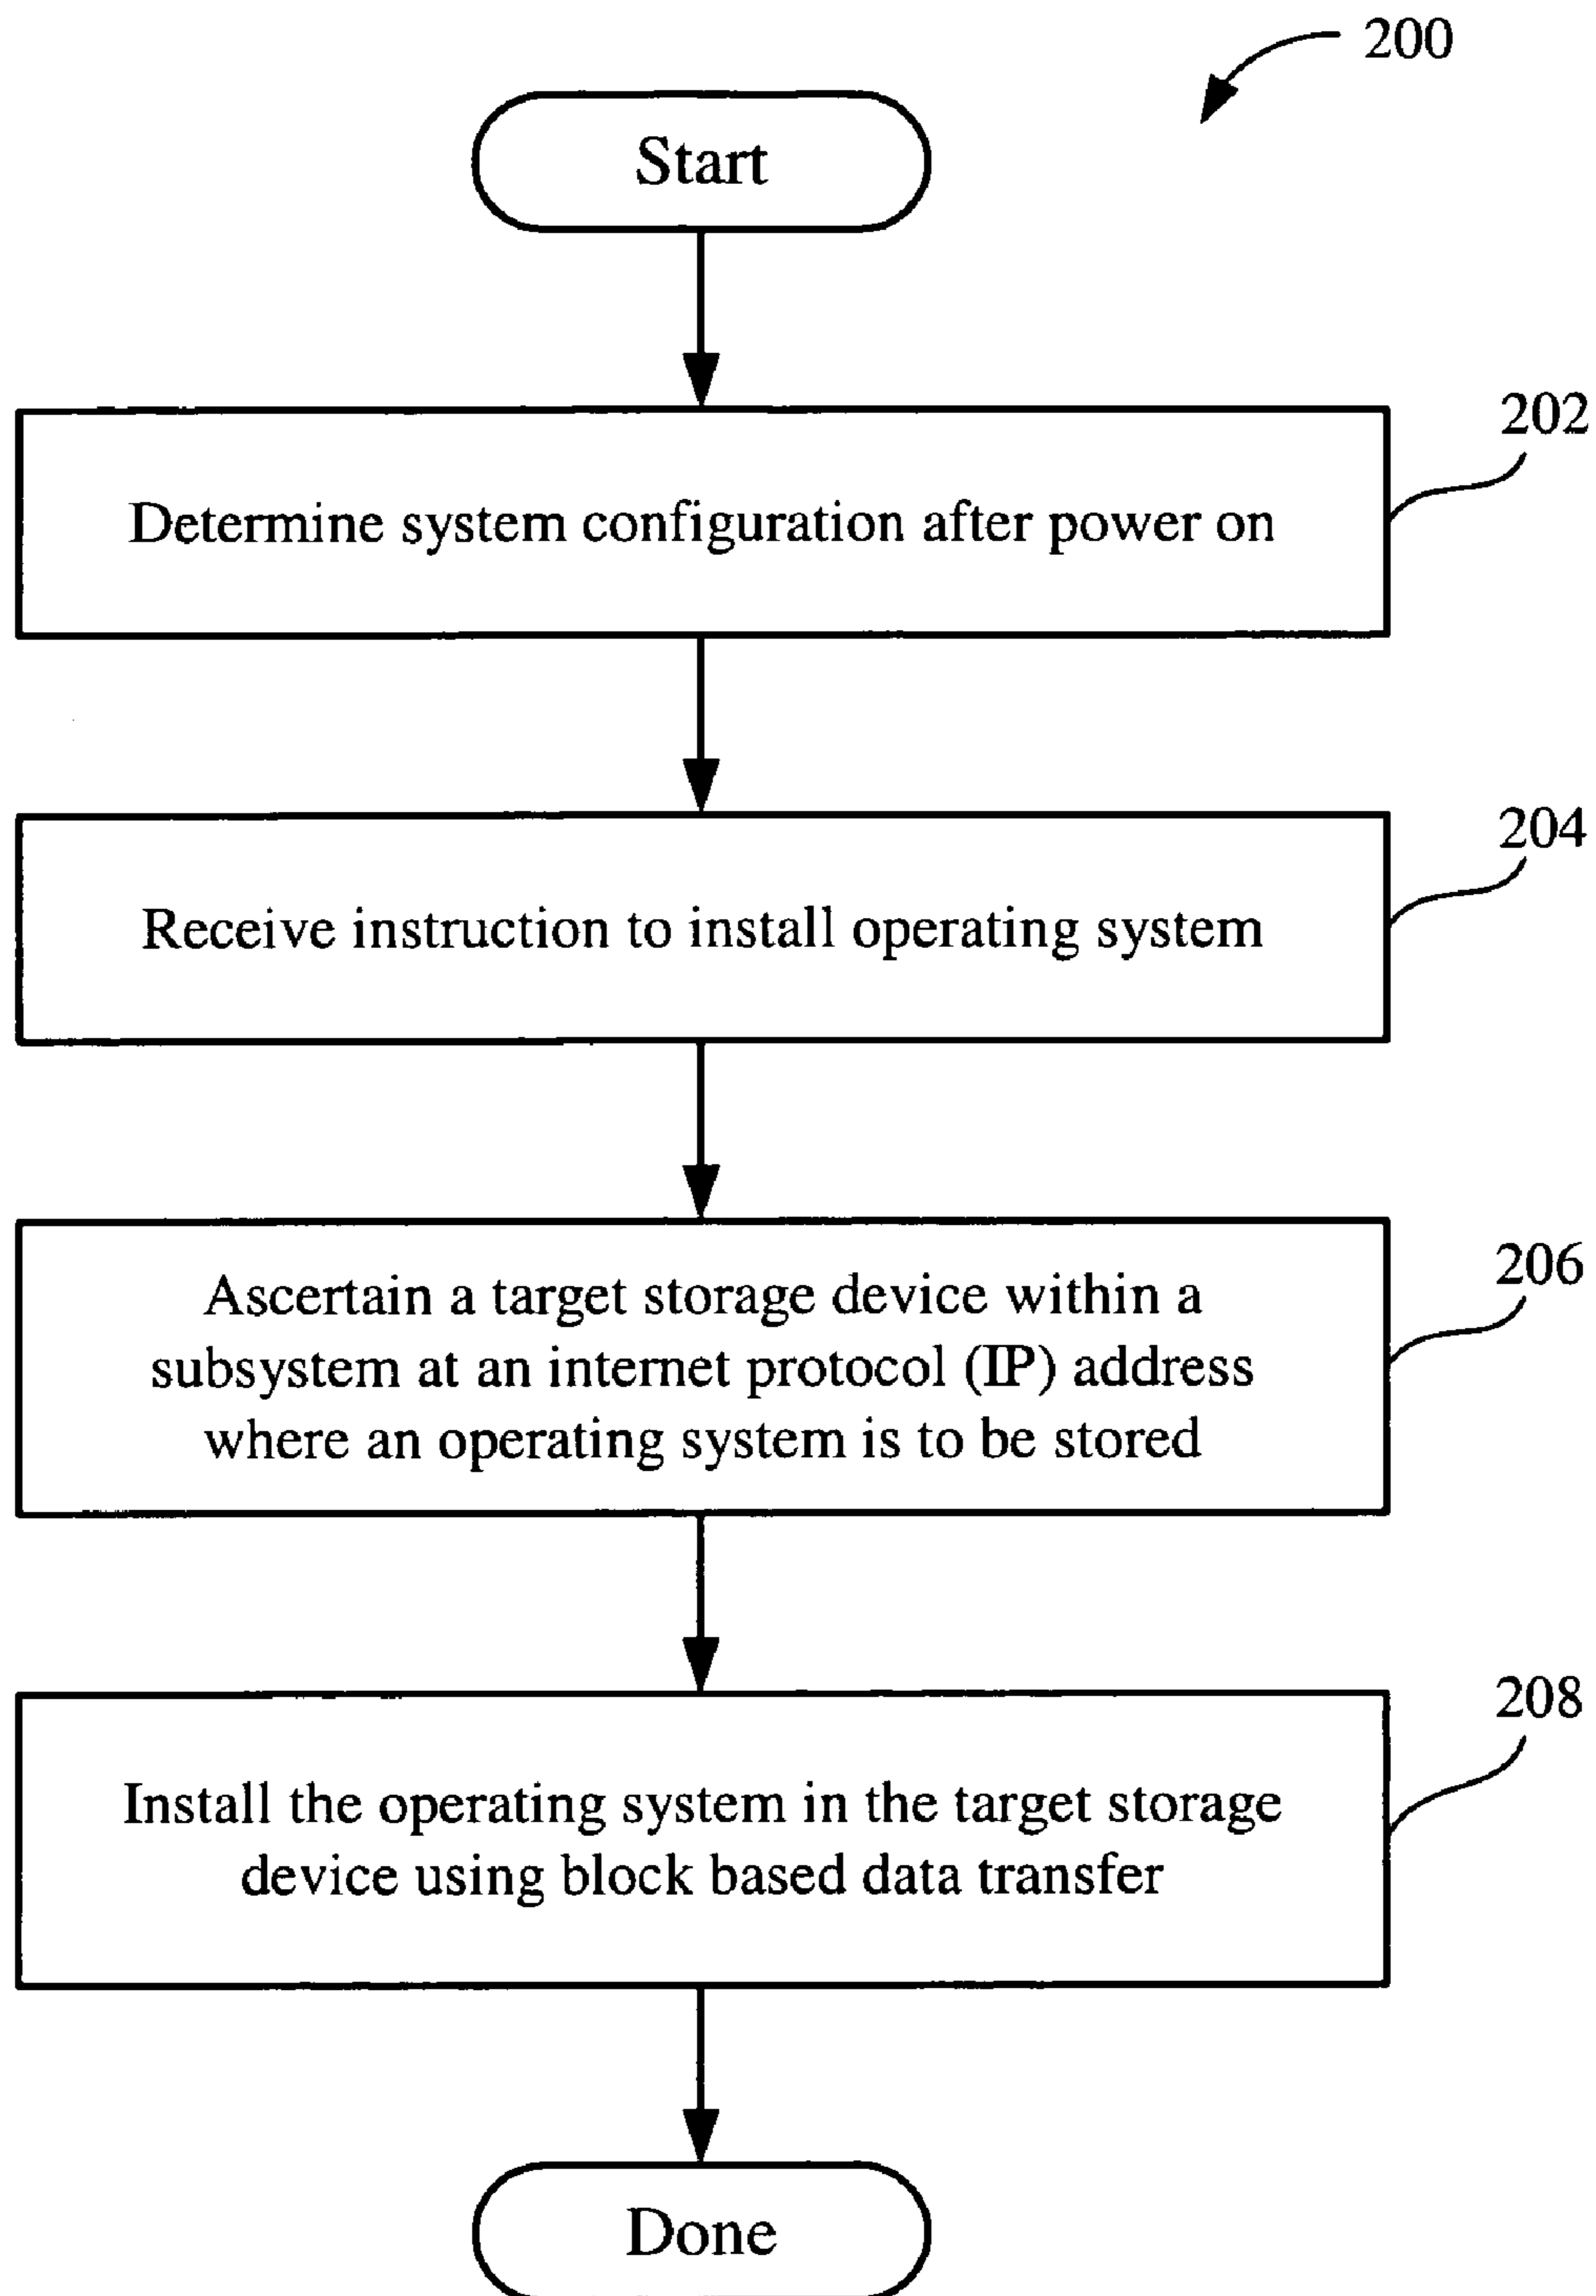 200
Start
202
Determine system configuration after power on
204
Receive instruction to install operating system
206
Ascertain a target storage device within a
subsystem at an internet protocol (IP) address
where an operating system is to be stored
208
Install the operating system in the target storage
device using block based data transfer
Done